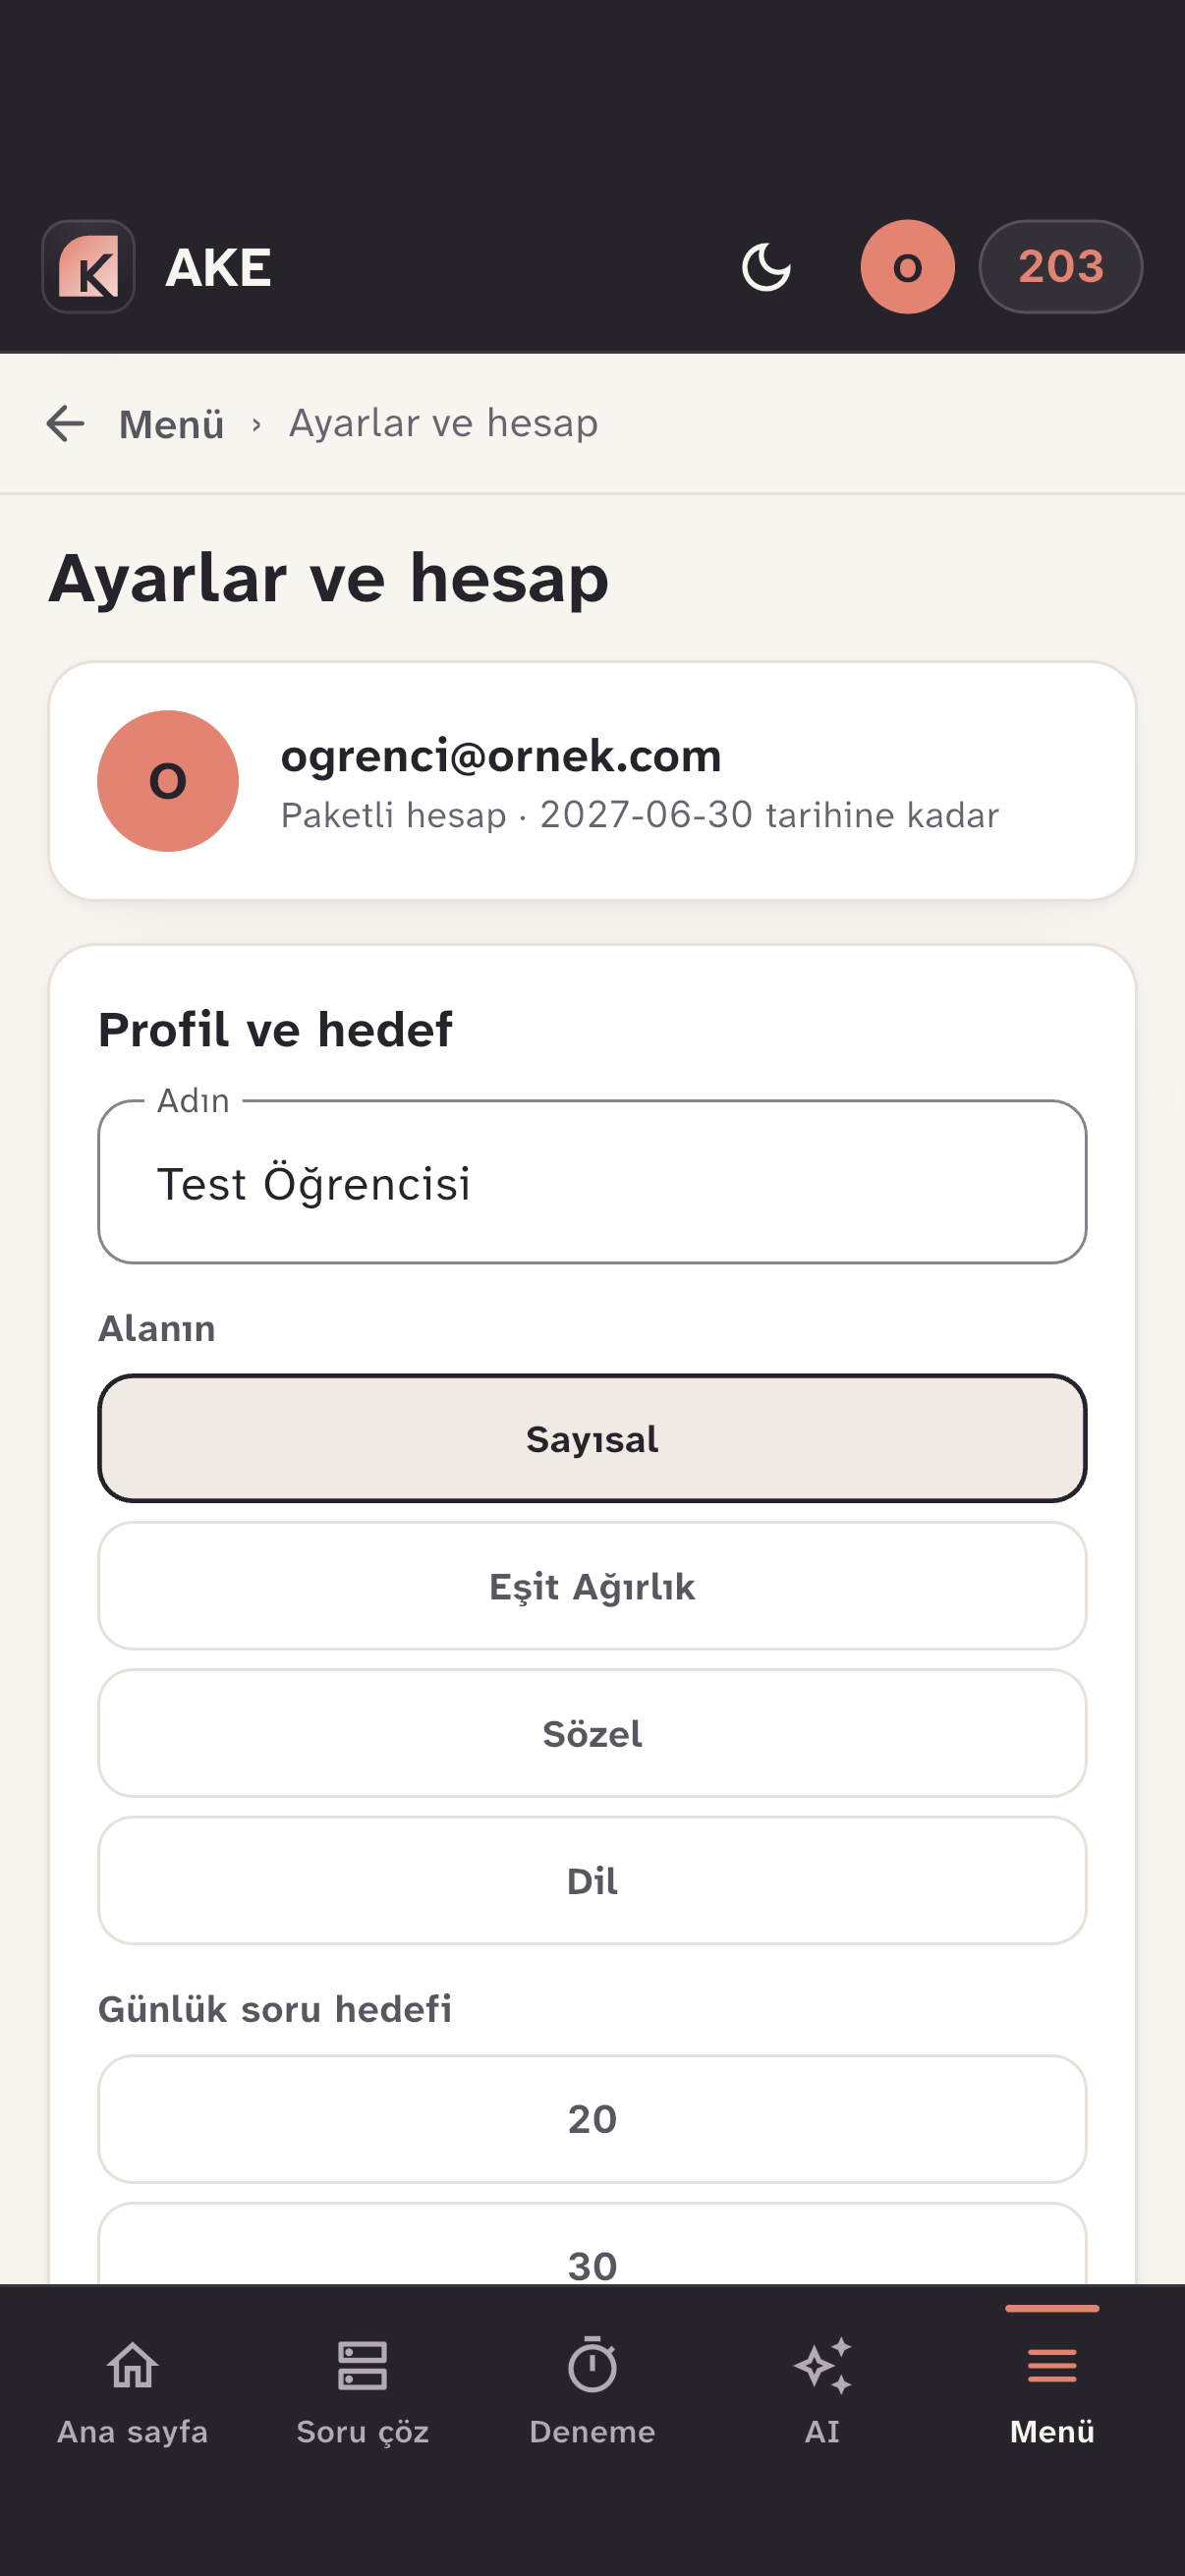 K AKE O 203
Menü › Ayarlar ve hesap
Ayarlar ve hesap
O
ogrenci@ornek.com
Paketli hesap · 2027-06-30 tarihine kadar
Profil ve hedef
Adın
Test Öğrencisi
Alanın
Sayısal
Eşit Ağırlık
Sözel
Dil
Günlük soru hedefi
20
30
Ana sayfa Soru çöz Deneme AI Menü